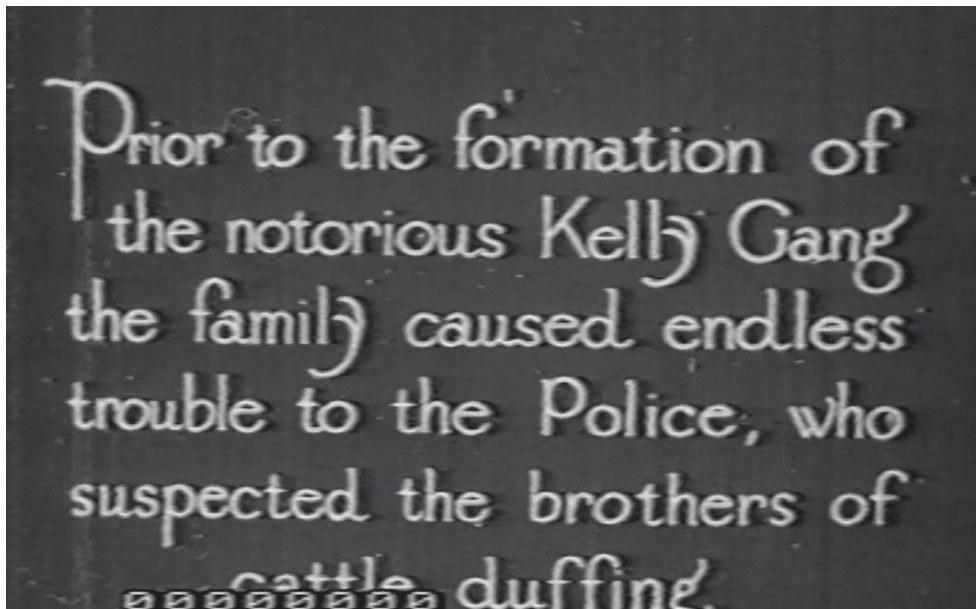 Prior to the formation of
the notorious Kelly Gang
the family caused endless
trouble to the Police, who
suspected the brothers of
cattle duffing.
00000000